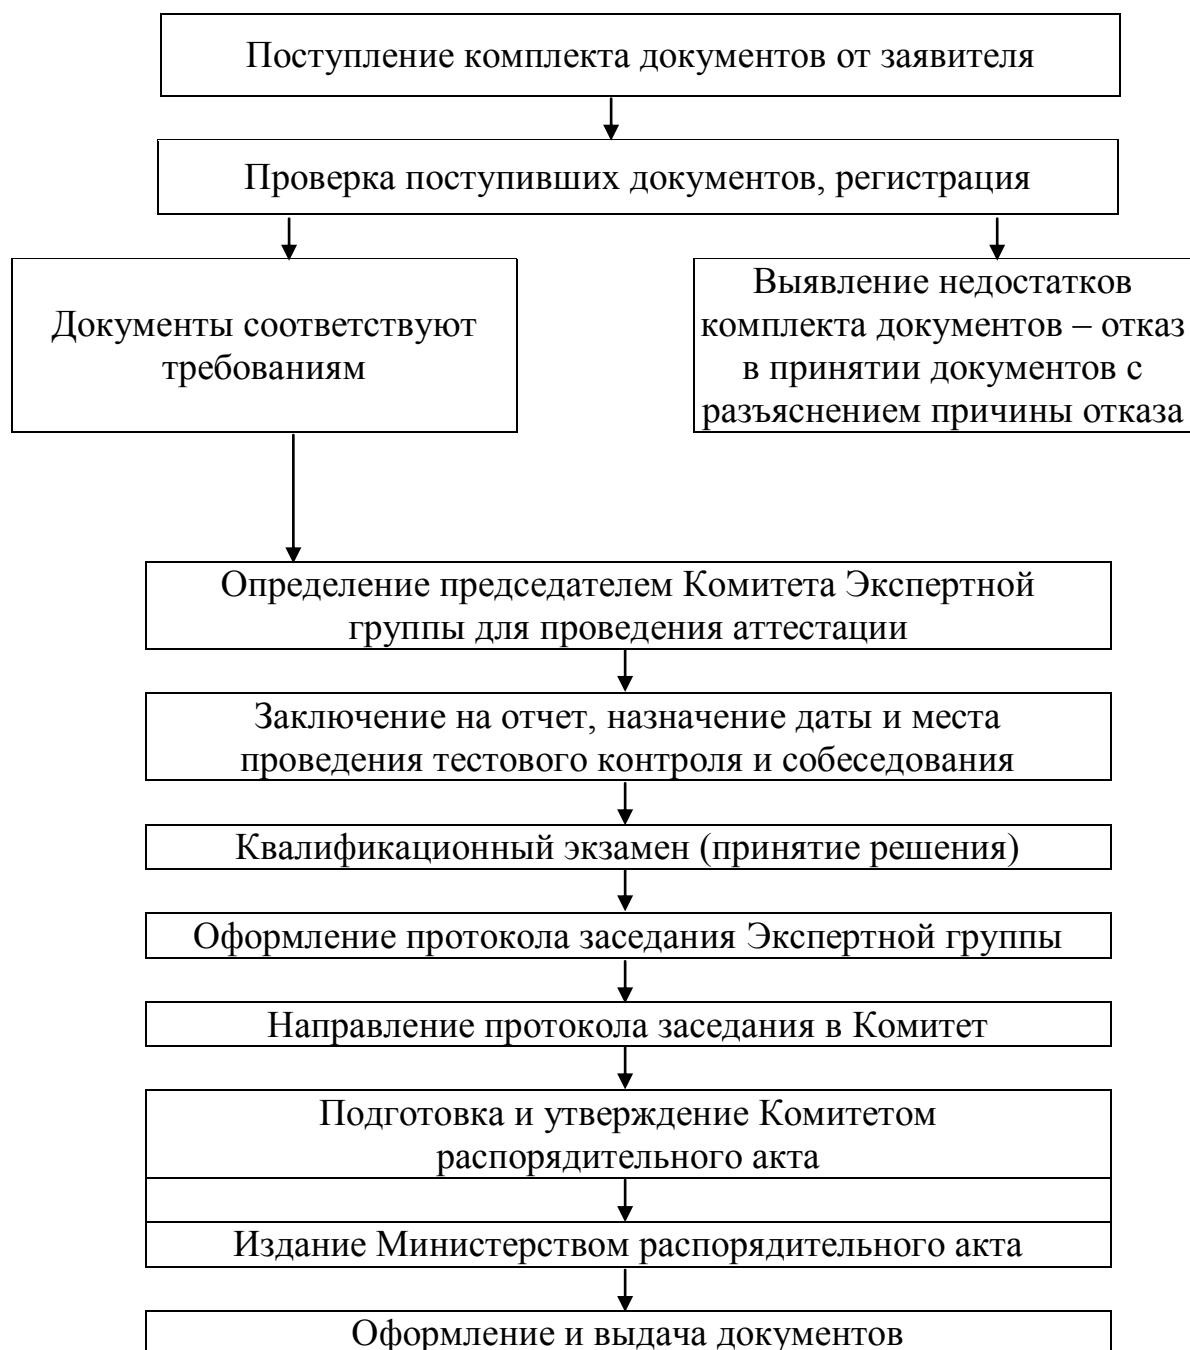 Поступление комплекта документов от заявителя
Проверка поступивших документов, регистрация
Документы соответствуют
требованиям
Выявление недостатков
комплекта документов – отказ
в принятии документов с
разъяснением причины отказа
Определение председателем Комитета Экспертной
группы для проведения аттестации
Заключение на отчет, назначение даты и места
проведения тестового контроля и собеседования
Квалификационный экзамен (принятие решения)
Оформление протокола заседания Экспертной группы
Направление протокола заседания в Комитет
Подготовка и утверждение Комитетом
распорядительного акта
Издание Министерством распорядительного акта
Оформление и выдача документов